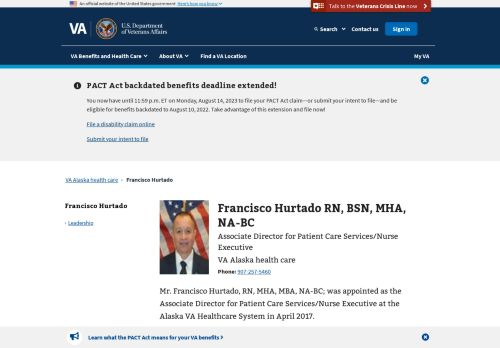 An official website of the United States government Here's how you know
Talk to the Veterans Crisis Line now
VA
U.S. Department
of Veterans Affairs
Search
Contact us
Sign in
VA Benefits and Health Care
About VA
Find a VA Location
My VA
PACT Act backdated benefits deadline extended!
You now have until 11:59 p.m. ET on Monday, August 14, 2023 to file your PACT Act claim—or submit your intent to file—and
be eligible for benefits backdated to August 10, 2022. Take advantage of this extension and file now!
File a disability claim online
Submit your intent to file
VA Alaska health care › Francisco Hurtado
Francisco Hurtado
› Leadership
Francisco Hurtado RN, BSN, MHA,
NA-BC
Associate Director for Patient Care Services/Nurse
Executive
VA Alaska health care
Phone: 907-257-5460
Mr. Francisco Hurtado, RN, MHA, MBA, NA-BC; was appointed as the
Associate Director for Patient Care Services/Nurse Executive at the
Alaska VA Healthcare System in April 2017.
Learn what the PACT Act means for your VA benefits >